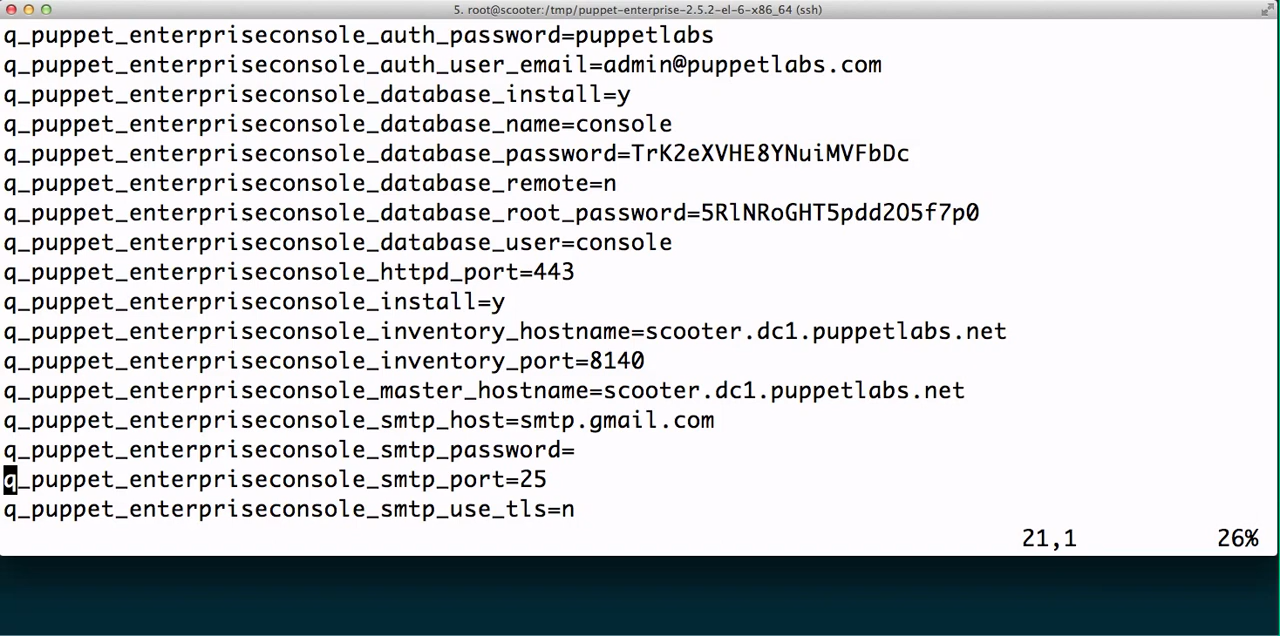 5. root@scooter:/tmp/puppet-enterprise-2.5.2-el-6-x86_64 (ssh)
q_puppet_enterpriseconsole_auth_password=puppetlabs
q_puppet_enterpriseconsole_auth_user_email=admin@puppetlabs.com
q_puppet_enterpriseconsole_database_install=y
q_puppet_enterpriseconsole_database_name=console
q_puppet_enterpriseconsole_database_password=TrK2eXVHE8YNuiMVFbDc
q_puppet_enterpriseconsole_database_remote=n
q_puppet_enterpriseconsole_database_root_password=5RlNRoGHT5pdd2O5f7p0
q_puppet_enterpriseconsole_database_user=console
q_puppet_enterpriseconsole_httpd_port=443
q_puppet_enterpriseconsole_install=y
q_puppet_enterpriseconsole_inventory_hostname=scooter.dc1.puppetlabs.net
q_puppet_enterpriseconsole_inventory_port=8140
q_puppet_enterpriseconsole_master_hostname=scooter.dc1.puppetlabs.net
q_puppet_enterpriseconsole_smtp_host=smtp.gmail.com
q_puppet_enterpriseconsole_smtp_password=
q_puppet_enterpriseconsole_smtp_port=25
q_puppet_enterpriseconsole_smtp_use_tls=n
21,1 26%